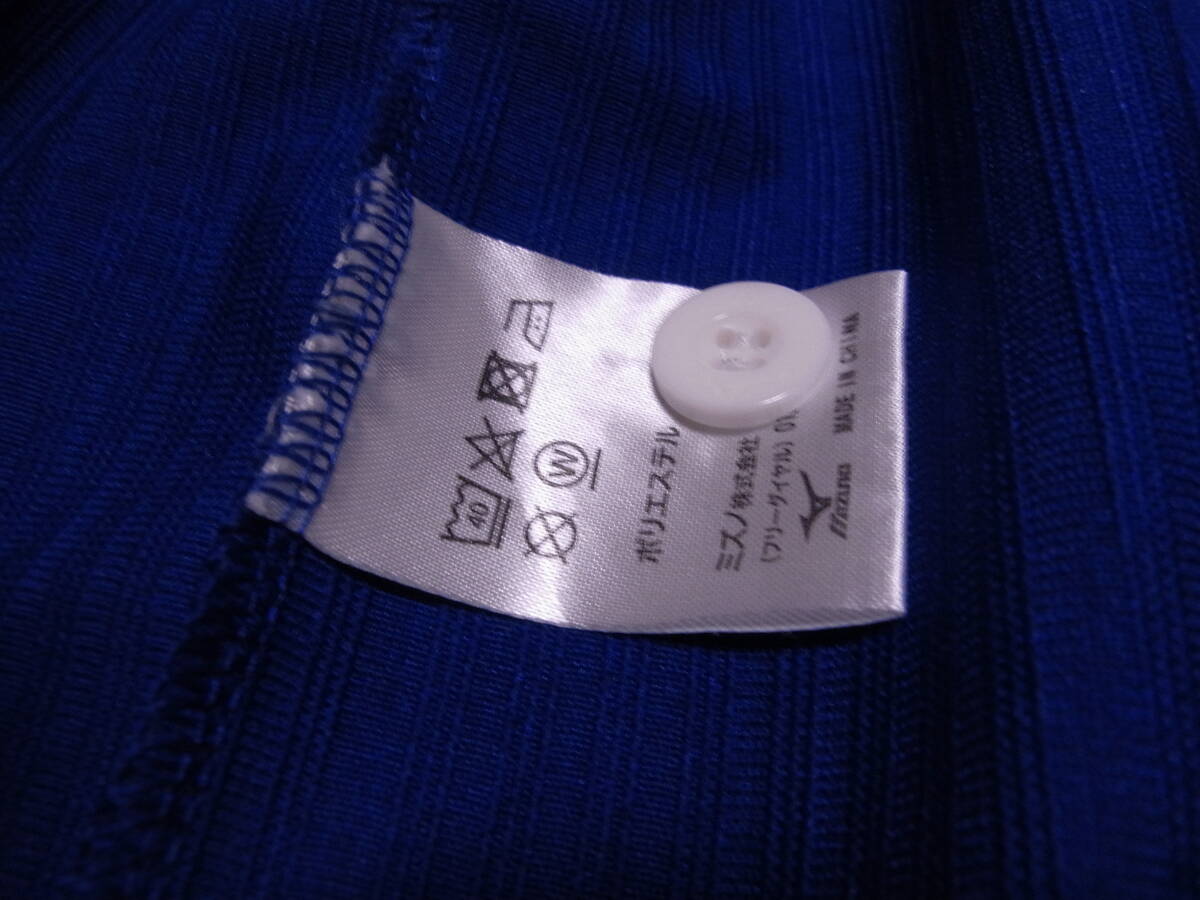 40
W
ポリエステル
ミズノ株式会社
(フリーダイヤル) 01
Mizuno
MADE IN CHINA